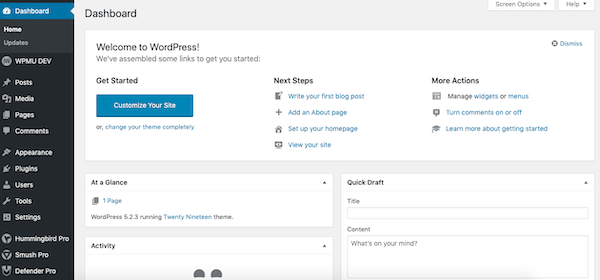 Dashboard
Home
Updates
WPMU DEV
Posts
Media
Pages
Comments
Appearance
Plugins
Users
Tools
Settings
Hummingbird Pro
Smush Pro
Defender Pro
Screen Options
Help
Dashboard
Welcome to WordPress!
Dismiss
We've assembled some links to get you started:
Get Started
Customize Your Site
or, change your theme completely
Next Steps
Write your first blog post
Add an About page
Set up your homepage
View your site
More Actions
Manage widgets or menus
Turn comments on or off
Learn more about getting started
At a Glance
1 Page
WordPress 5.2.3 running Twenty Nineteen theme.
Activity
Quick Draft
Title
Content
What's on your mind?